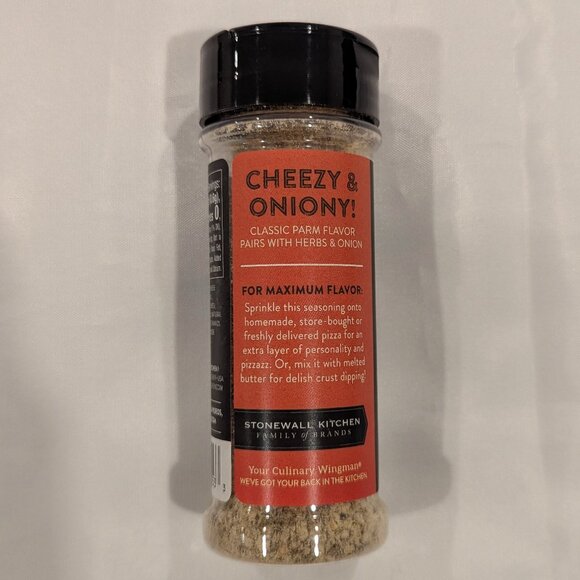 CHEEZY &
ONIONY!
CLASSIC PARM FLAVOR
PAIRS WITH HERBS & ONION
FOR MAXIMUM FLAVOR:
Sprinkle this seasoning onto
homemade, store-bought or
freshly delivered pizza for an
extra layer of personality and
pizzazz. Or, mix it with melted
butter for delish crust dipping!
STONEWALL KITCHEN
FAMILY of BRANDS
Your Culinary Wingman®
WE'VE GOT YOUR BACK IN THE KITCHEN